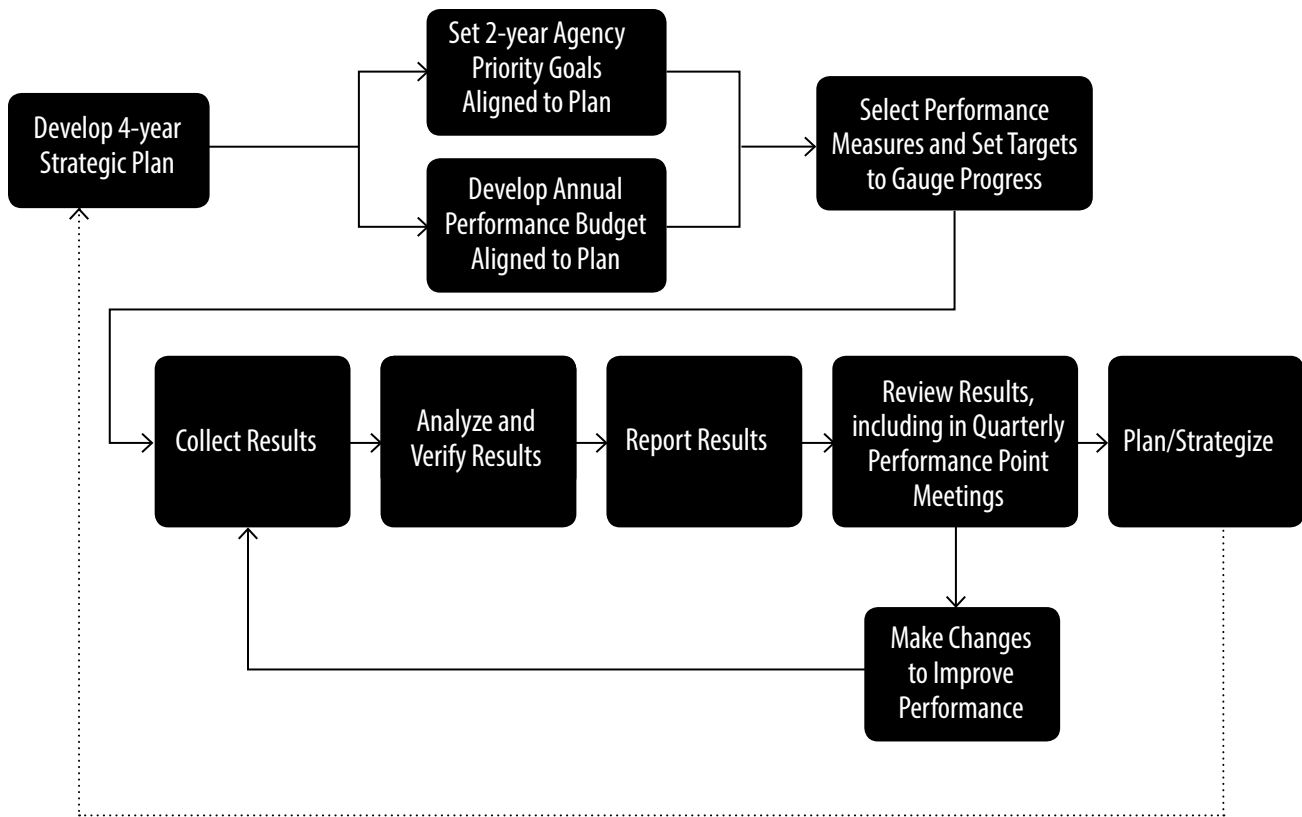 Develop 4-year
Strategic Plan
Set 2-year Agency
Priority Goals
Aligned to Plan
Develop Annual
Performance Budget
Aligned to Plan
Select Performance
Measures and Set Targets
to Gauge Progress
Collect Results
Analyze and
Verify Results
Report Results
Review Results,
including in Quarterly
Performance Point
Meetings
Plan/Strategize
Make Changes
to Improve
Performance